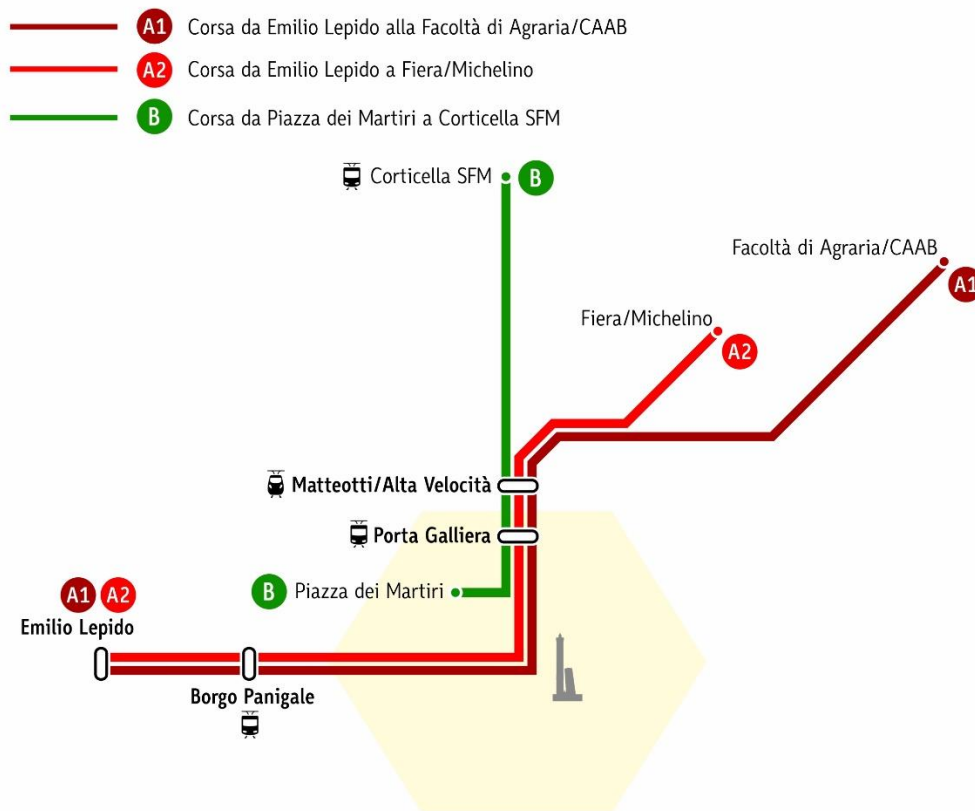 A1 Corsa da Emilio Lepido alla Facoltà di Agraria/CAAB
A2 Corsa da Emilio Lepido a Fiera/Michelino
B Corsa da Piazza dei Martiri a Corticella SFM
Corticella SFM B
Facoltà di Agraria/CAAB
A1
Fiera/Michelino
A2
Matteotti/Alta Velocità
Porta Galliera
B Piazza dei Martiri
A1 A2
Emilio Lepido
Borgo Panigale